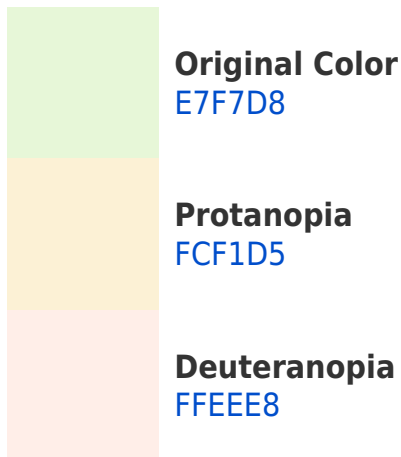 Original Color
E7F7D8
Protanopia
FCF1D5
Deuteranopia
FFEEE8